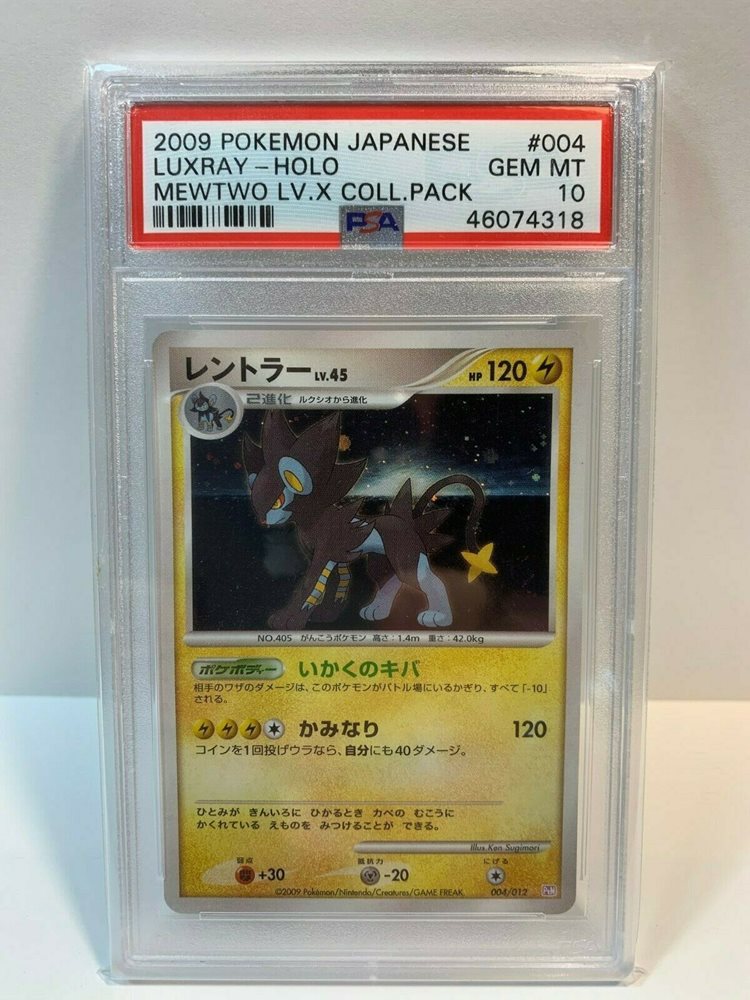 2009 POKEMON JAPANESE #004
LUXRAY - HOLO GEM MT
MEWTWO LV.X COLL.PACK 10
PSA 46074318
レントラー LV.45 HP 120
2進化 ルクシオから進化
NO.405 がんこうポケモン 高さ:1.4m 重さ:42.0kg
ポケボディー いかくのキバ
相手のワザのダメージは、このポケモンがバトル場にいるかぎり、すべて「-10」
される。
かみなり 120
コインを1回投げウラなら、自分にも40ダメージ。
ひとみが きんいろに ひかるとき カベの むこうに
かくれている えものを みつけることが できる。
Illus. Ken Sugimori
弱点 抵抗力 にげる
+30 -20
©2009 Pokémon/Nintendo/Creatures/GAME FREAK. 004/012